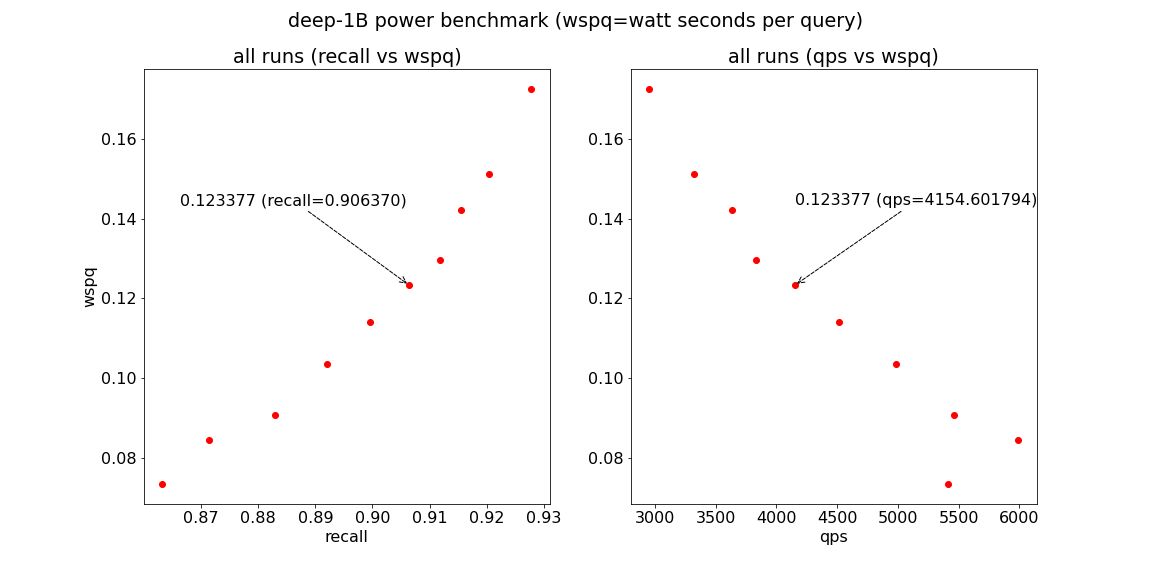 deep-1B power benchmark (wspq=watt seconds per query)
all runs (recall vs wspq)
wspq
0.16
0.14
0.12
0.10
0.08
0.123377 (recall=0.906370)
0.87 0.88 0.89 0.90 0.91 0.92 0.93
recall
all runs (qps vs wspq)
0.16
0.14
0.12
0.10
0.08
0.123377 (qps=4154.601794)
3000 3500 4000 4500 5000 5500 6000
qps